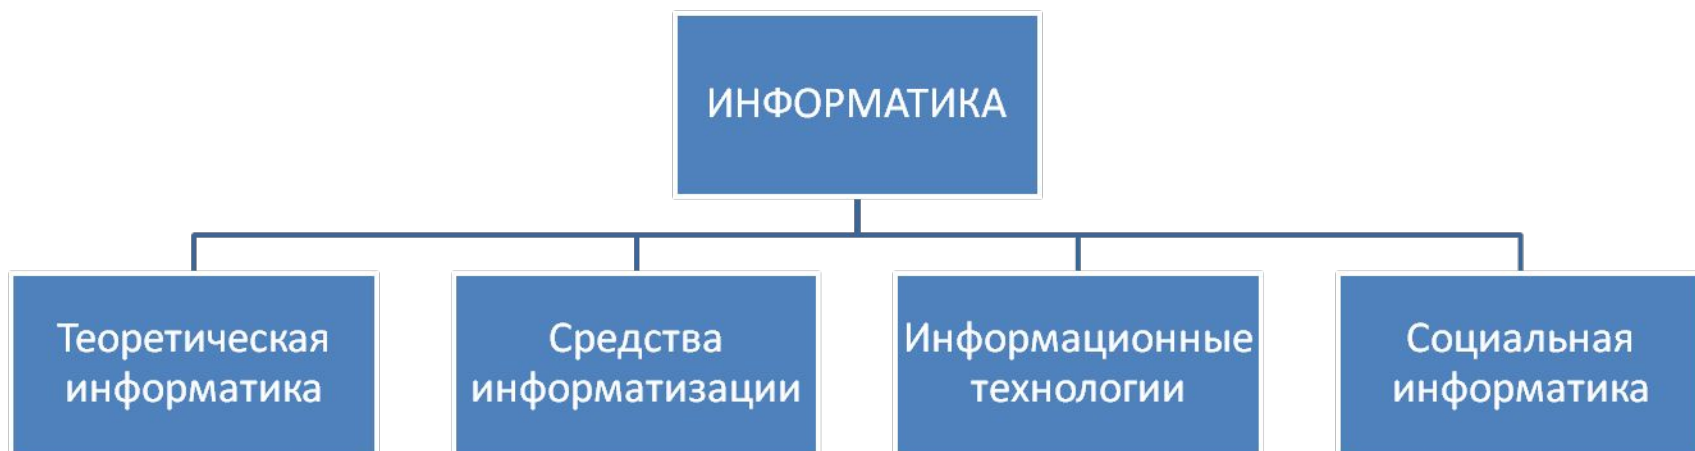 ИНФОРМАТИКА
Теоретическая
информатика
Средства
информатизации
Информационные
технологии
Социальная
информатика